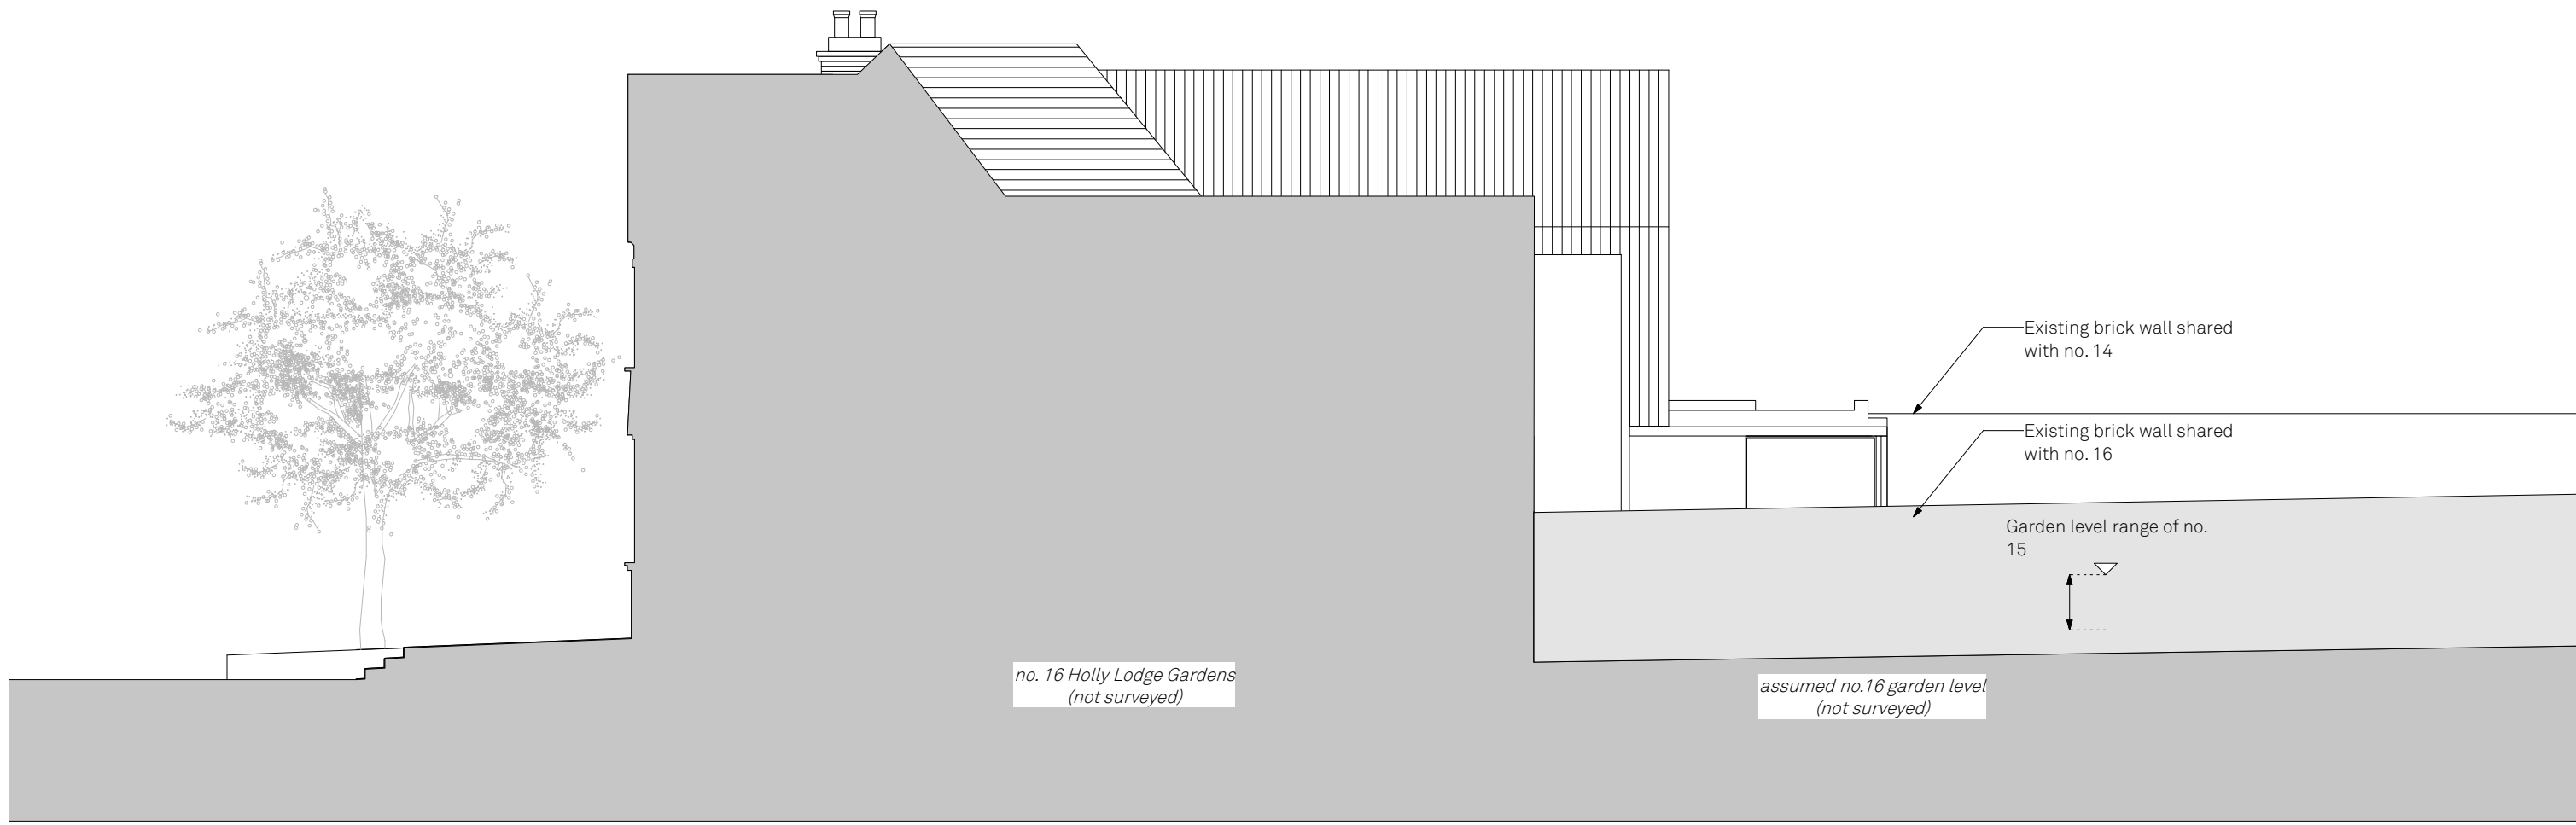 Existing brick wall shared
with no. 14
Existing brick wall shared
with no. 16
Garden level range of no.
15
no. 16 Holly Lodge Gardens
(not surveyed)
assumed no.16 garden level
(not surveyed)